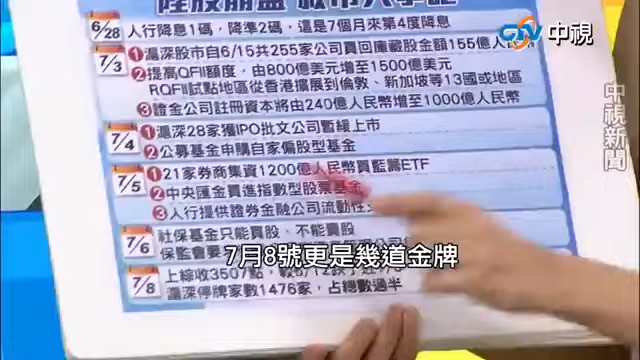 陸股崩盤 救市大事記
CTV中視
中視新聞
6/28 人行降息1碼，降準2碼，這是7個月來第4度降息
7/3 ❶滬深股市自6/15共255家公司買回庫藏股金額155億人民幣
❷提高QFII額度，由800億美元增至1500億美元
RQFII試點地區從香港擴展到倫敦、新加坡等13國或地區
❸證金公司註冊資本將由240億人民幣增至1000億人民幣
7/4 ❶滬深28家獲IPO批文公司暫緩上市
❷公募基金申購自家偏股型基金
7/5 ❶21家券商集資1200億人民幣買藍籌ETF
❷中央匯金買進指數型股票基金
❸人行提供證券金融公司流動性
7/6 社保基金只能買股、不能賣股
保監會要
7/8 上綜收3507點，較6/12
滬深停牌家數1476家，占總數過半
7月8號更是幾道金牌